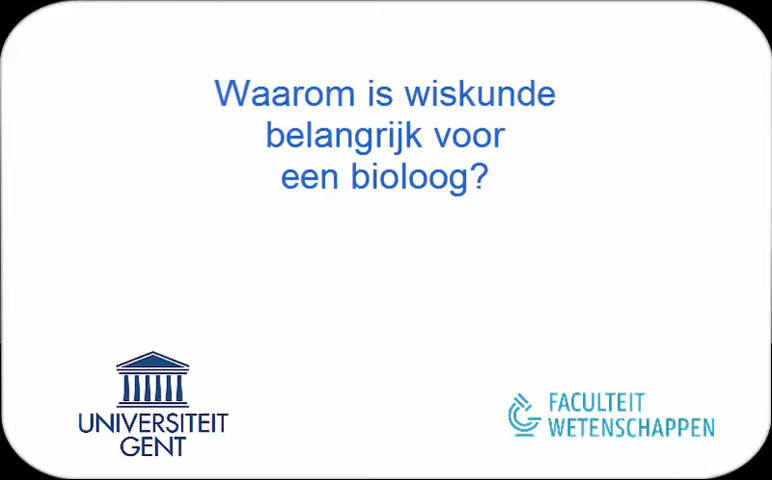 Waarom is wiskunde
belangrijk voor
een bioloog?
UNIVERSITEIT
GENT
FACULTEIT
WETENSCHAPPEN